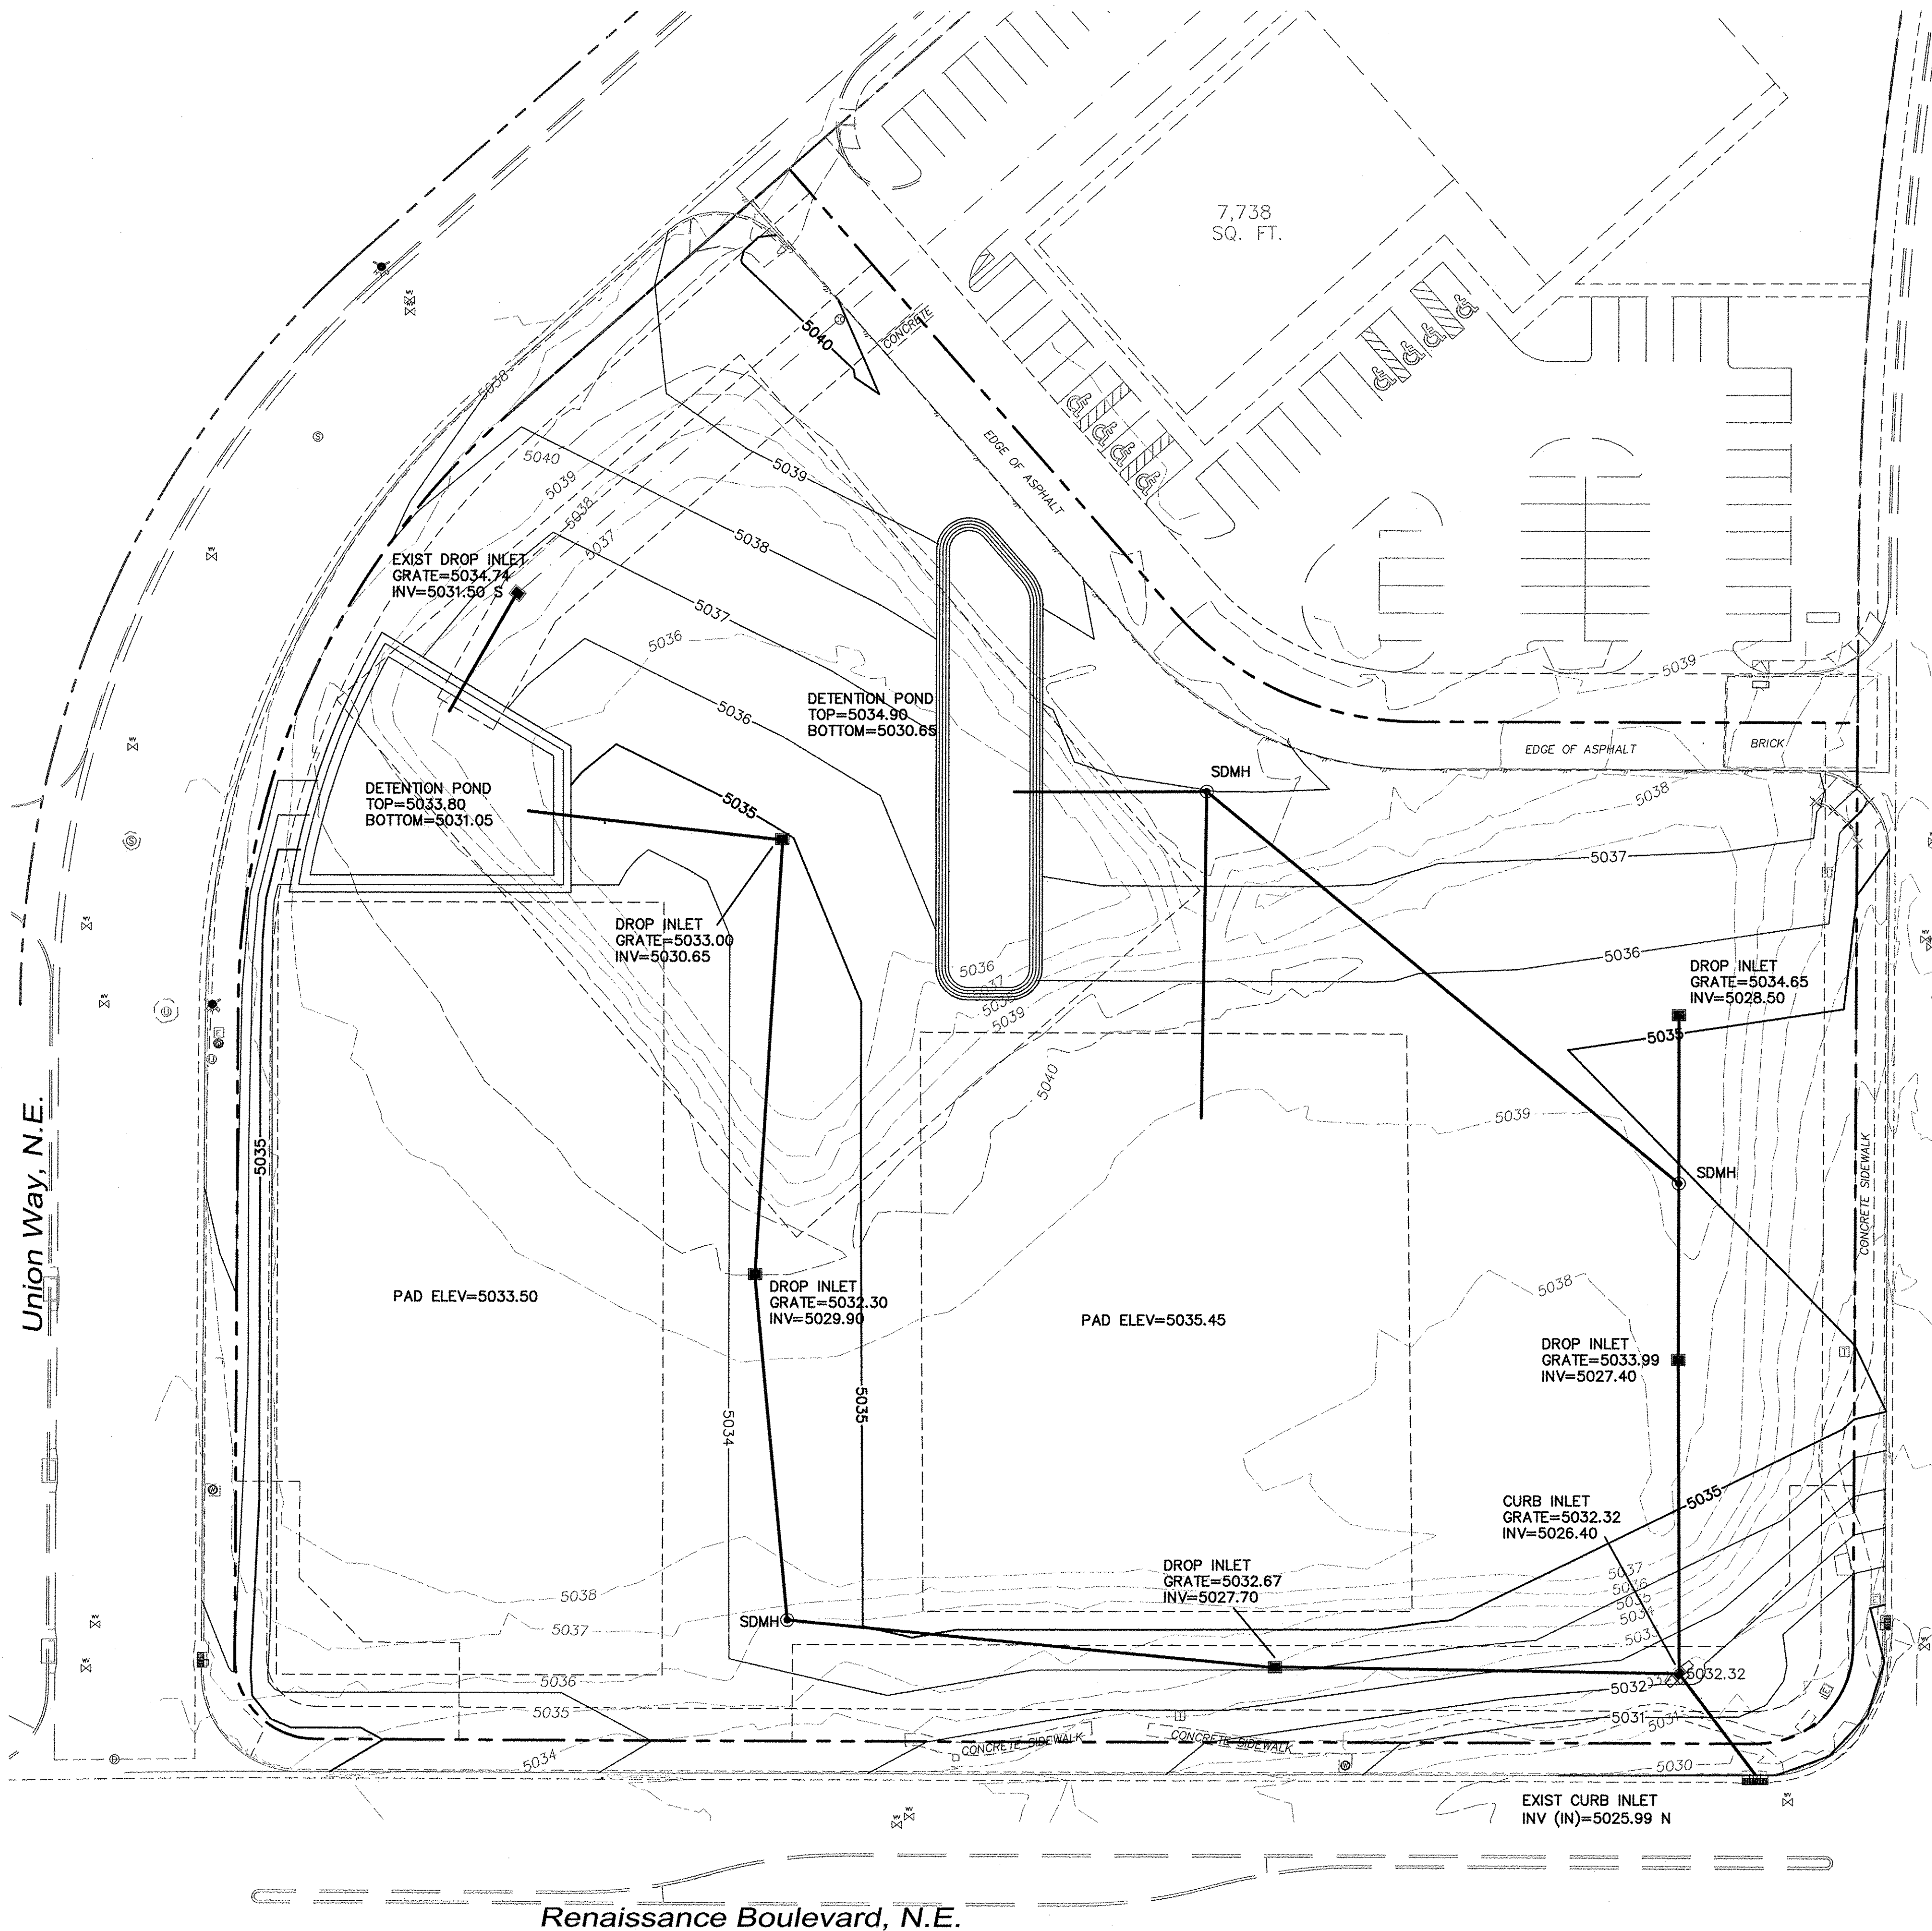 7,738
SQ. FT.
5040
CONCRETE
5038
EDGE OF ASPHALT
5040
5039
5039
5038
5038
5037
EXIST DROP INLET
GRATE=5034.74
INV=5031.50 S
5037
5036
5036
5039
DETENTION POND
TOP=5034.90
BOTTOM=5030.65
EDGE OF ASPHALT
BRICK
SDMH
DETENTION POND
TOP=5033.80
BOTTOM=5031.05
5035
5038
5037
DROP INLET
GRATE=5033.00
INV=5030.65
5036
5037
5039
5036
DROP INLET
GRATE=5034.65
INV=5028.50
5035
5040
5039
Union Way, N.E.
5035
SDMH
CONCRETE SIDEWALK
PAD ELEV=5033.50
DROP INLET
GRATE=5032.30
INV=5029.90
PAD ELEV=5035.45
5038
DROP INLET
GRATE=5033.99
INV=5027.40
5034
5035
5035
CURB INLET
GRATE=5032.32
INV=5026.40
DROP INLET
GRATE=5032.67
INV=5027.70
5038
5037
5037
5036
5035
SDMH
5036
5035
5034
5032
5032.32
5031
5031
CONCRETE SIDEWALK
CONCRETE SIDEWALK
5030
EXIST CURB INLET
INV (IN)=5025.99 N
Renaissance Boulevard, N.E.